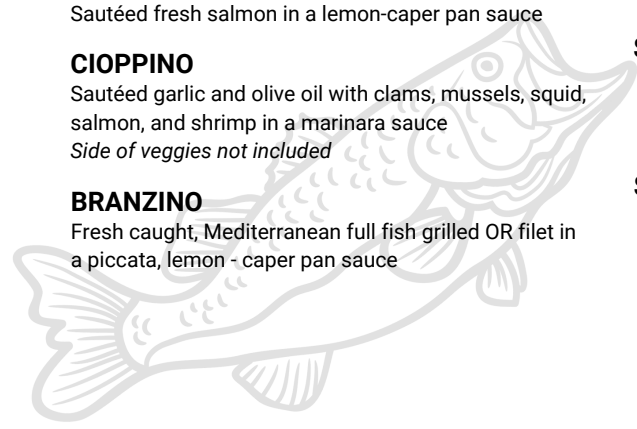 Sautéed fresh salmon in a lemon-caper pan sauce
CIOPPINO
Sautéed garlic and olive oil with clams, mussels, squid,
salmon, and shrimp in a marinara sauce
Side of veggies not included
BRANZINO
Fresh caught, Mediterranean full fish grilled OR filet in
a piccata, lemon - caper pan sauce